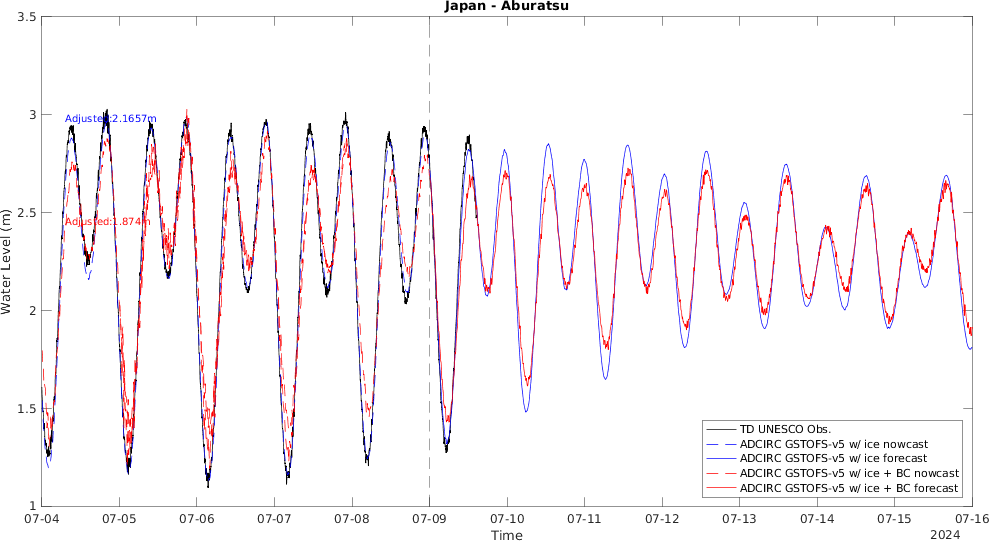 Japan - Aburatsu
3.5
3
2.5
2
1.5
1
Water Level (m)
Adjusted:2.1657m
Adjusted:1.874m
TD UNESCO Obs.
ADCIRC GSTOFS-v5 w/ ice nowcast
ADCIRC GSTOFS-v5 w/ ice forecast
ADCIRC GSTOFS-v5 w/ ice + BC nowcast
ADCIRC GSTOFS-v5 w/ ice + BC forecast
07-04 07-05 07-06 07-07 07-08 07-09 07-10 07-11 07-12 07-13 07-14 07-15 07-16
Time
2024